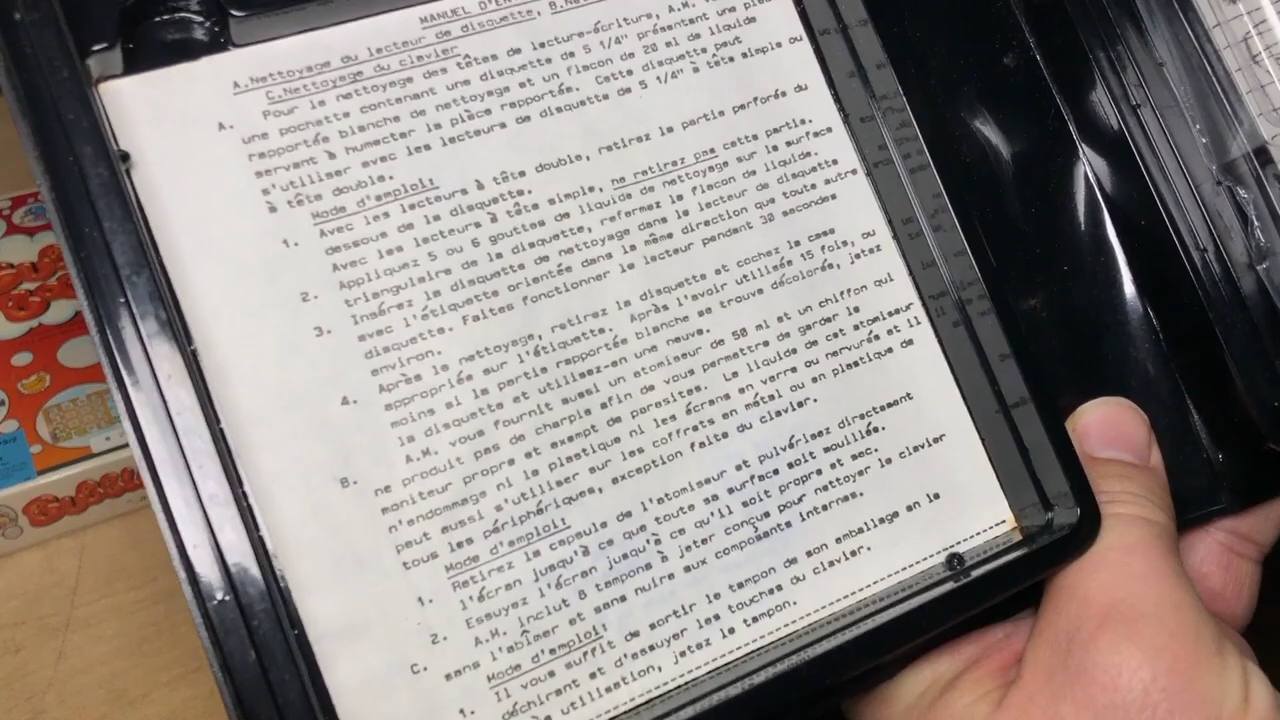 MANUEL D'EN
A.Nettoyage du lecteur de disquette, B.Net
C.Nettoyage du clavier
A. Pour le nettoyage des têtes de lecture-écriture, A.M.
une pochette contenant une disquette de 5 1/4" présentant une
rapportée blanche de nettoyage et un flacon de 20 ml de liquide
servant à humecter la pièce rapportée. Cette disquette peut
s'utiliser avec les lecteurs de disquette de 5 1/4" à tête simple ou
à tête double.
Mode d'emploi:
1. Avec les lecteurs à tête double, retirez la partie perforée du
dessous de la disquette.
Avec les lecteurs à tête simple, ne retirez pas cette partie.
2. Appliquez 5 ou 6 gouttes de liquide de nettoyage sur la surface
triangulaire de la disquette, refermez le flacon de liquide.
3. Insérez la disquette de nettoyage dans le lecteur de disquette
avec l'étiquette orientée dans la même direction que toute autre
disquette. Faites fonctionner le lecteur pendant 30 secondes
environ.
4. Après le nettoyage, retirez la disquette et cochez la case
appropriée sur l'étiquette. Après l'avoir utilisée 15 fois, ou
moins si la partie rapportée blanche se trouve décolorée, jetez
la disquette et utilisez-en une neuve.
B. A.M. vous fournit aussi un atomiseur de 50 ml et un chiffon qui
ne produit pas de charpie afin de vous permettre de garder le
moniteur propre et exempt de parasites. Le liquide de cet atomiseur
n'endommage ni le plastique ni les écrans en verre ou nervurés et il
peut aussi s'utiliser sur les coffrets en métal ou en plastique de
tous les périphériques, exception faite du clavier.
Mode d'emploi:
1. Retirez la capsule de l'atomiseur et pulvérisez directement
l'écran jusqu'à ce que toute sa surface soit mouillée.
2. Essuyez l'écran jusqu'à ce qu'il soit propre et sec.
C. A.M. inclut 8 tampons à jeter conçus pour nettoyer le clavier
sans l'abîmer et sans nuire aux composants internes.
Mode d'emploi:
1. Il vous suffit de sortir le tampon de son emballage en le
déchirant et d'essuyer les touches du clavier.
utilisation, jetez le tampon.